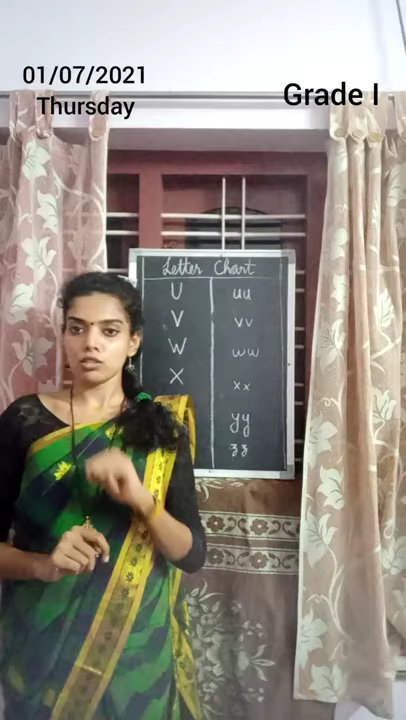 01/07/2021
Thursday
Grade I
Letter Chart
U uu
V vv
W ww
X xx
yy
zz